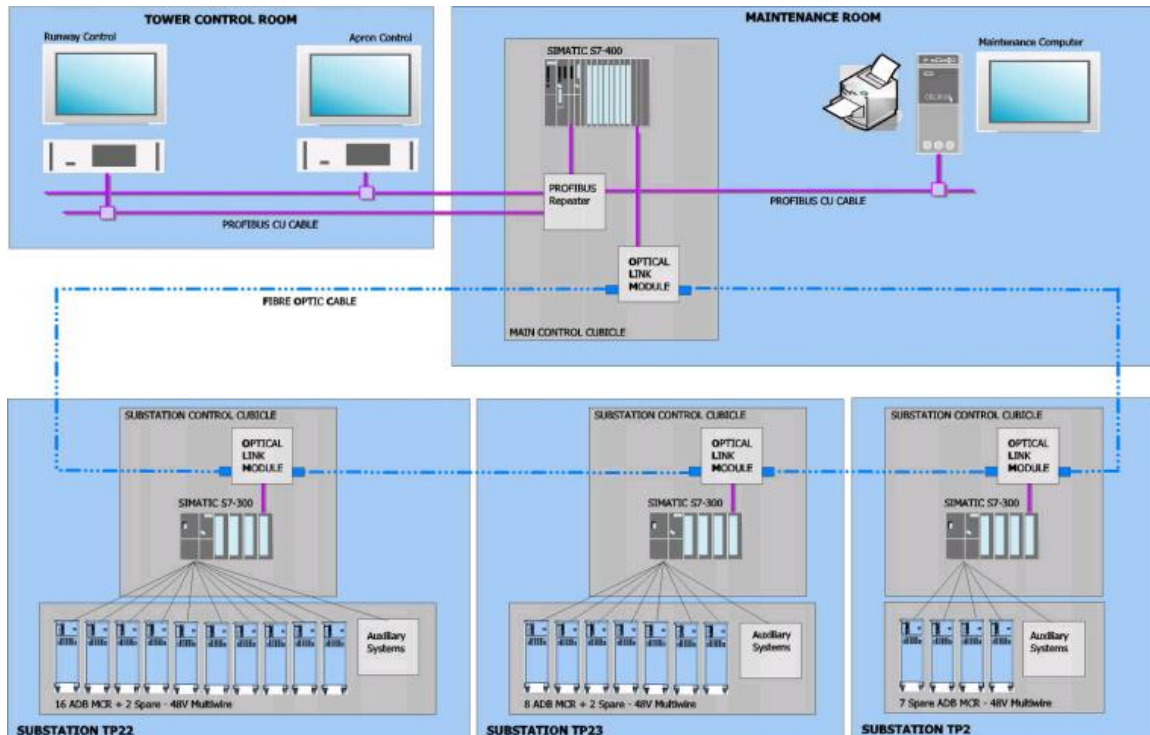 TOWER CONTROL ROOM
Runway Control
Apron Control
PROFIBUS CU CABLE
MAINTENANCE ROOM
SIMATIC S7-400
Maintenance Computer
PROFIBUS
Repeater
PROFIBUS CU CABLE
OPTICAL
LINK
MODULE
MAIN CONTROL CUBICLE
FIBRE OPTIC CABLE
SUBSTATION CONTROL CUBICLE
OPTICAL
LINK
MODULE
SIMATIC S7-300
Auxiliary
Systems
16 ADB MCR + 2 Spare - 48V Multiwire
SUBSTATION TP22
SUBSTATION CONTROL CUBICLE
OPTICAL
LINK
MODULE
SIMATIC S7-300
Auxiliary
Systems
8 ADB MCR + 2 Spare - 48V Multiwire
SUBSTATION TP23
SUBSTATION CONTROL CUBICLE
OPTICAL
LINK
MODULE
SIMATIC S7-300
Auxiliary
Systems
7 Spare ADB MCR - 48V Multiwire
SUBSTATION TP2